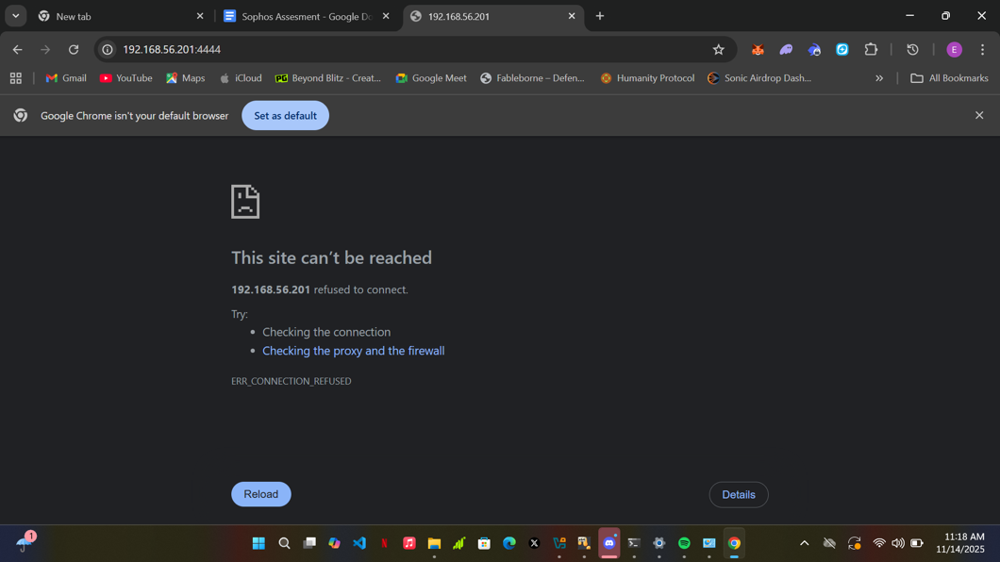 New tab
Sophos Assesment - Google Do
192.168.56.201
192.168.56.201:4444
E
Gmail
YouTube
Maps
iCloud
PG
Beyond Blitz - Creat...
Google Meet
Fableborne – Defen...
Humanity Protocol
Sonic Airdrop Dash...
All Bookmarks
Google Chrome isn't your default browser
Set as default
This site can't be reached
192.168.56.201 refused to connect.
Try:
Checking the connection
Checking the proxy and the firewall
ERR_CONNECTION_REFUSED
Reload
Details
1
11:18 AM
11/14/2025